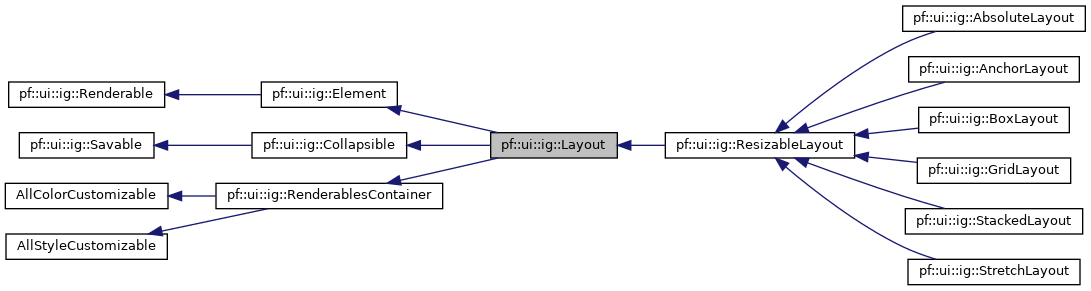 pf::ui::ig::AbsoluteLayout
pf::ui::ig::AnchorLayout
pf::ui::ig::Renderable
pf::ui::ig::Element
pf::ui::ig::BoxLayout
pf::ui::ig::Savable
pf::ui::ig::Collapsible
pf::ui::ig::Layout
pf::ui::ig::ResizableLayout
pf::ui::ig::GridLayout
AllColorCustomizable
pf::ui::ig::RenderablesContainer
pf::ui::ig::StackedLayout
AllStyleCustomizable
pf::ui::ig::StretchLayout